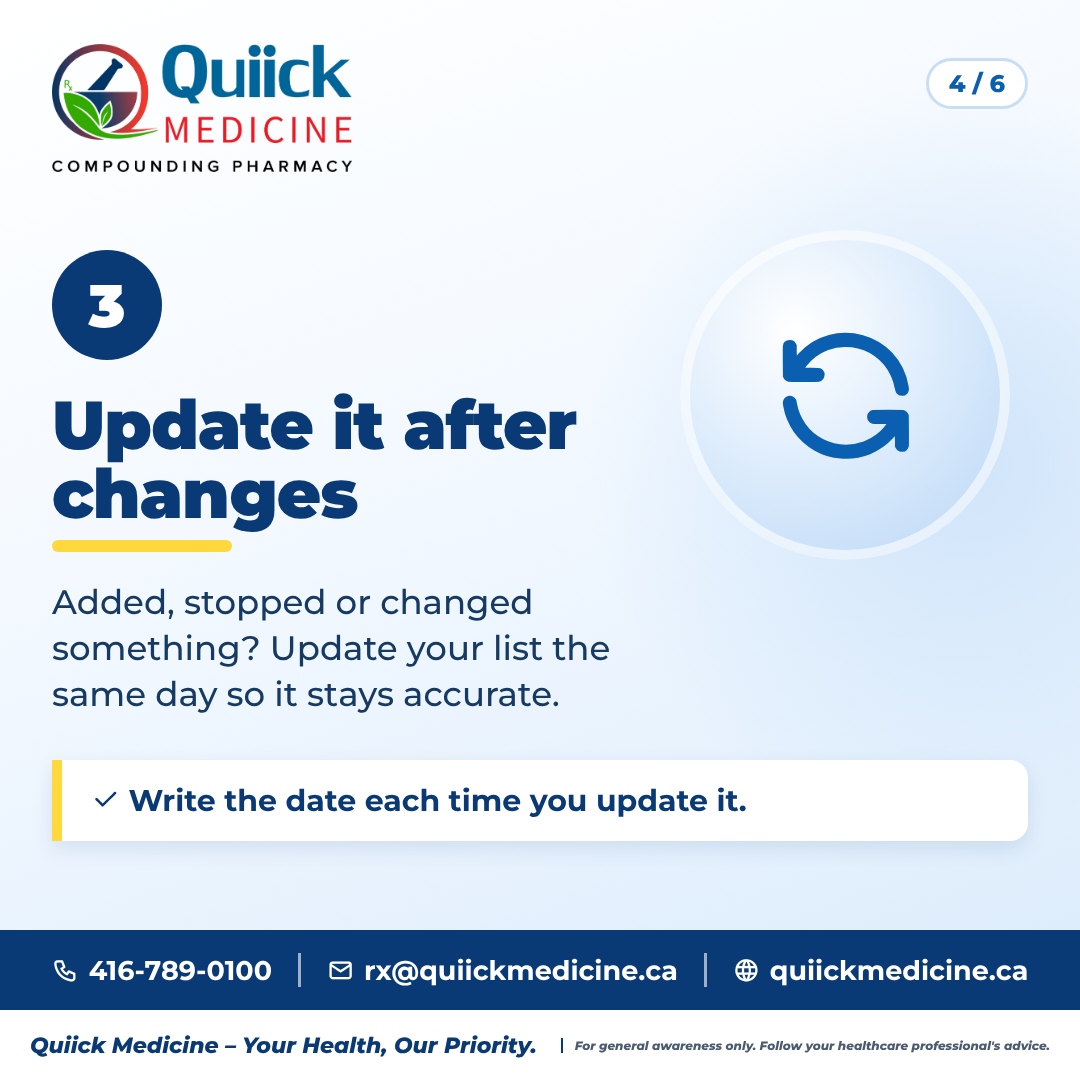 Quiick
MEDICINE
COMPOUNDING PHARMACY
Rx
4 / 6
3
Update it after
changes
Added, stopped or changed
something? Update your list the
same day so it stays accurate.
Write the date each time you update it.
416-789-0100
rx@quiickmedicine.ca
quiickmedicine.ca
Quiick Medicine – Your Health, Our Priority.
For general awareness only. Follow your healthcare professional's advice.